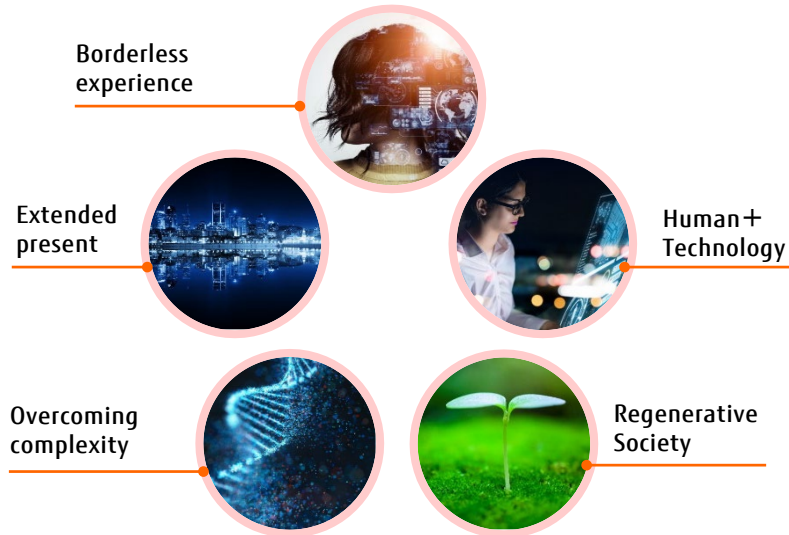 Borderless
experience
Extended
present
Human＋
Technology
Overcoming
complexity
Regenerative
Society